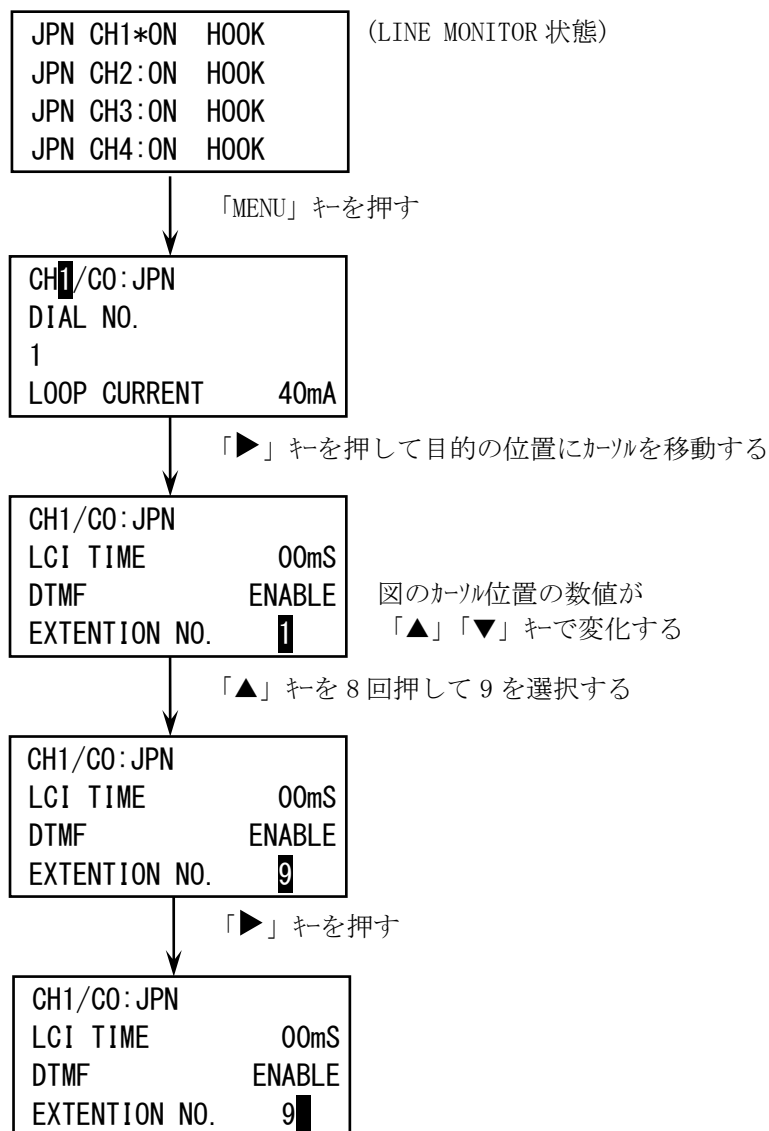 JPN CH1*ON HOOK
JPN CH2:ON HOOK
JPN CH3:ON HOOK
JPN CH4:ON HOOK
(LINE MONITOR 状態)
「MENU」ｷｰを押す
CH1/CO:JPN
DIAL NO.
1
LOOP CURRENT 40mA
「▶」ｷｰを押して目的の位置にｶｰｿﾙを移動する
CH1/CO:JPN
LCI TIME 00mS
DTMF ENABLE
EXTENTION NO. 1
図のｶｰｿﾙ位置の数値が
「▲」「▼」ｷｰで変化する
「▲」ｷｰを 8 回押して 9 を選択する
CH1/CO:JPN
LCI TIME 00mS
DTMF ENABLE
EXTENTION NO. 9
「▶」ｷｰを押す
CH1/CO:JPN
LCI TIME 00mS
DTMF ENABLE
EXTENTION NO. 9